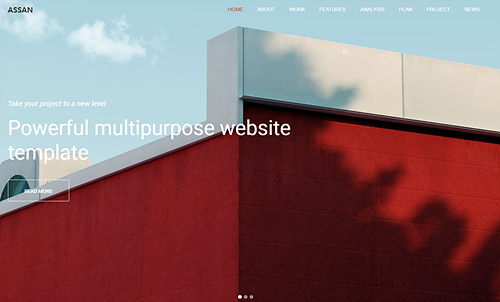 ASSAN
HOME ABOUT WORK FEATURES ANALYSIS PLAN PROJECT NEWS
Take your project to a new level
Powerful multipurpose website
template
READ MORE